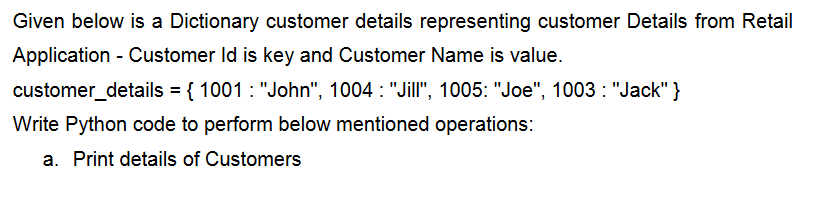 Given below is a Dictionary customer details representing customer Details from Retail
Application - Customer Id is key and Customer Name is value.
customer_details = { 1001 : "John", 1004 : "Jill", 1005: "Joe", 1003 : "Jack" }
Write Python code to perform below mentioned operations:
a. Print details of Customers